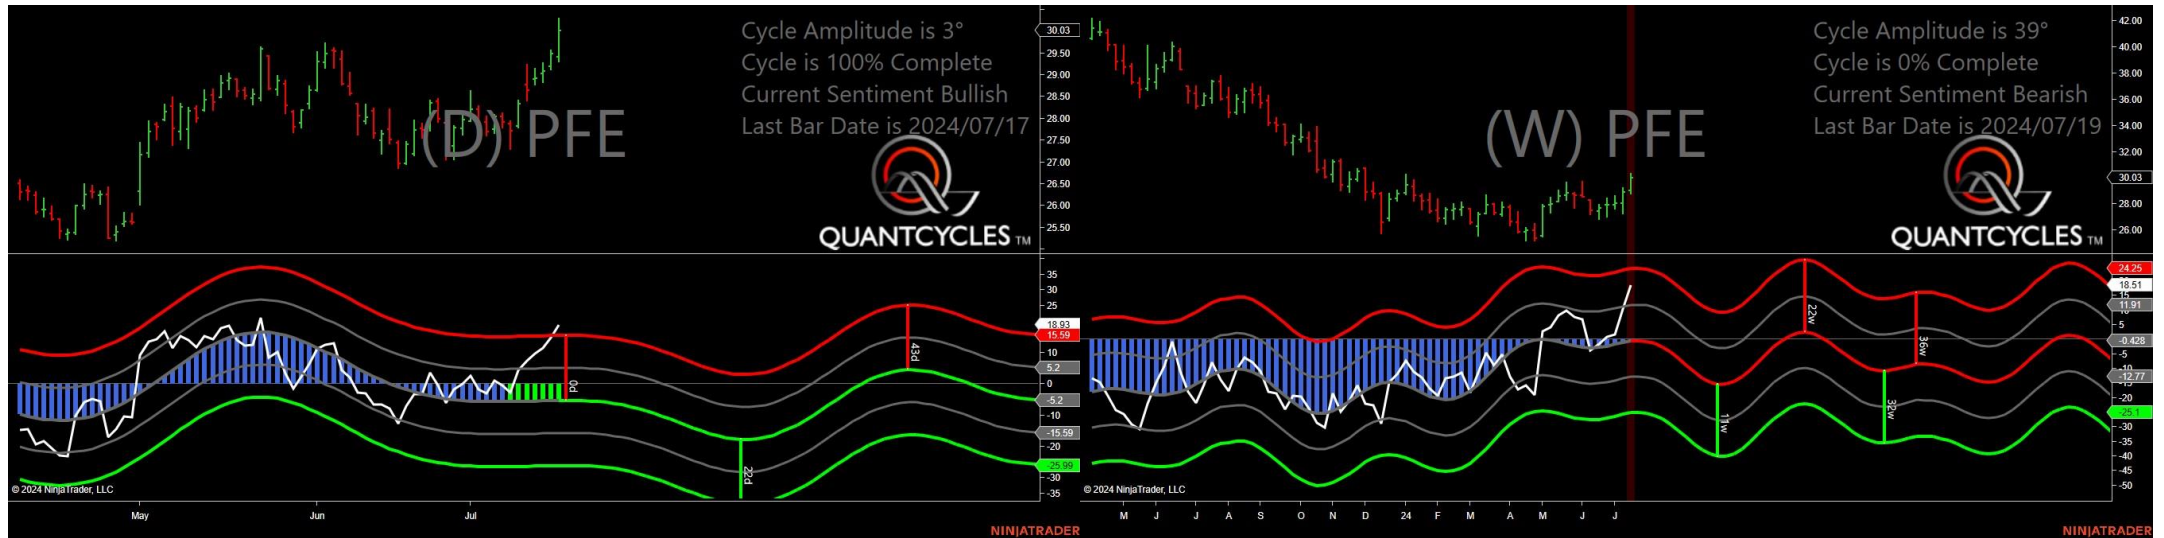 Cycle Amplitude is 3°
Cycle is 100% Complete
Current Sentiment Bullish
Last Bar Date is 2024/07/17
(D) PFE
QUANTCYCLES TM
30.03
29.50
29.00
28.50
28.00
27.50
27.00
26.50
26.00
25.50
35
30
25
18.93
15.59
10
5.2
0
-5.2
-10
-15.59
-20
-25.99
-30
-35
0d
22d
43d
© 2024 NinjaTrader, LLC
May
Jun
Jul
NINJATRADER
Cycle Amplitude is 39°
Cycle is 0% Complete
Current Sentiment Bearish
Last Bar Date is 2024/07/19
(W) PFE
QUANTCYCLES TM
42.00
40.00
38.00
36.00
34.00
32.00
30.03
28.00
26.00
24.25
18.51
15
11.91
5
-0.428
-5
-12.77
-20
-25.1
-30
-35
-40
-45
-50
11w
22w
32w
36w
© 2024 NinjaTrader, LLC
M J J A S O N D 24 F M A M J J
NINJATRADER